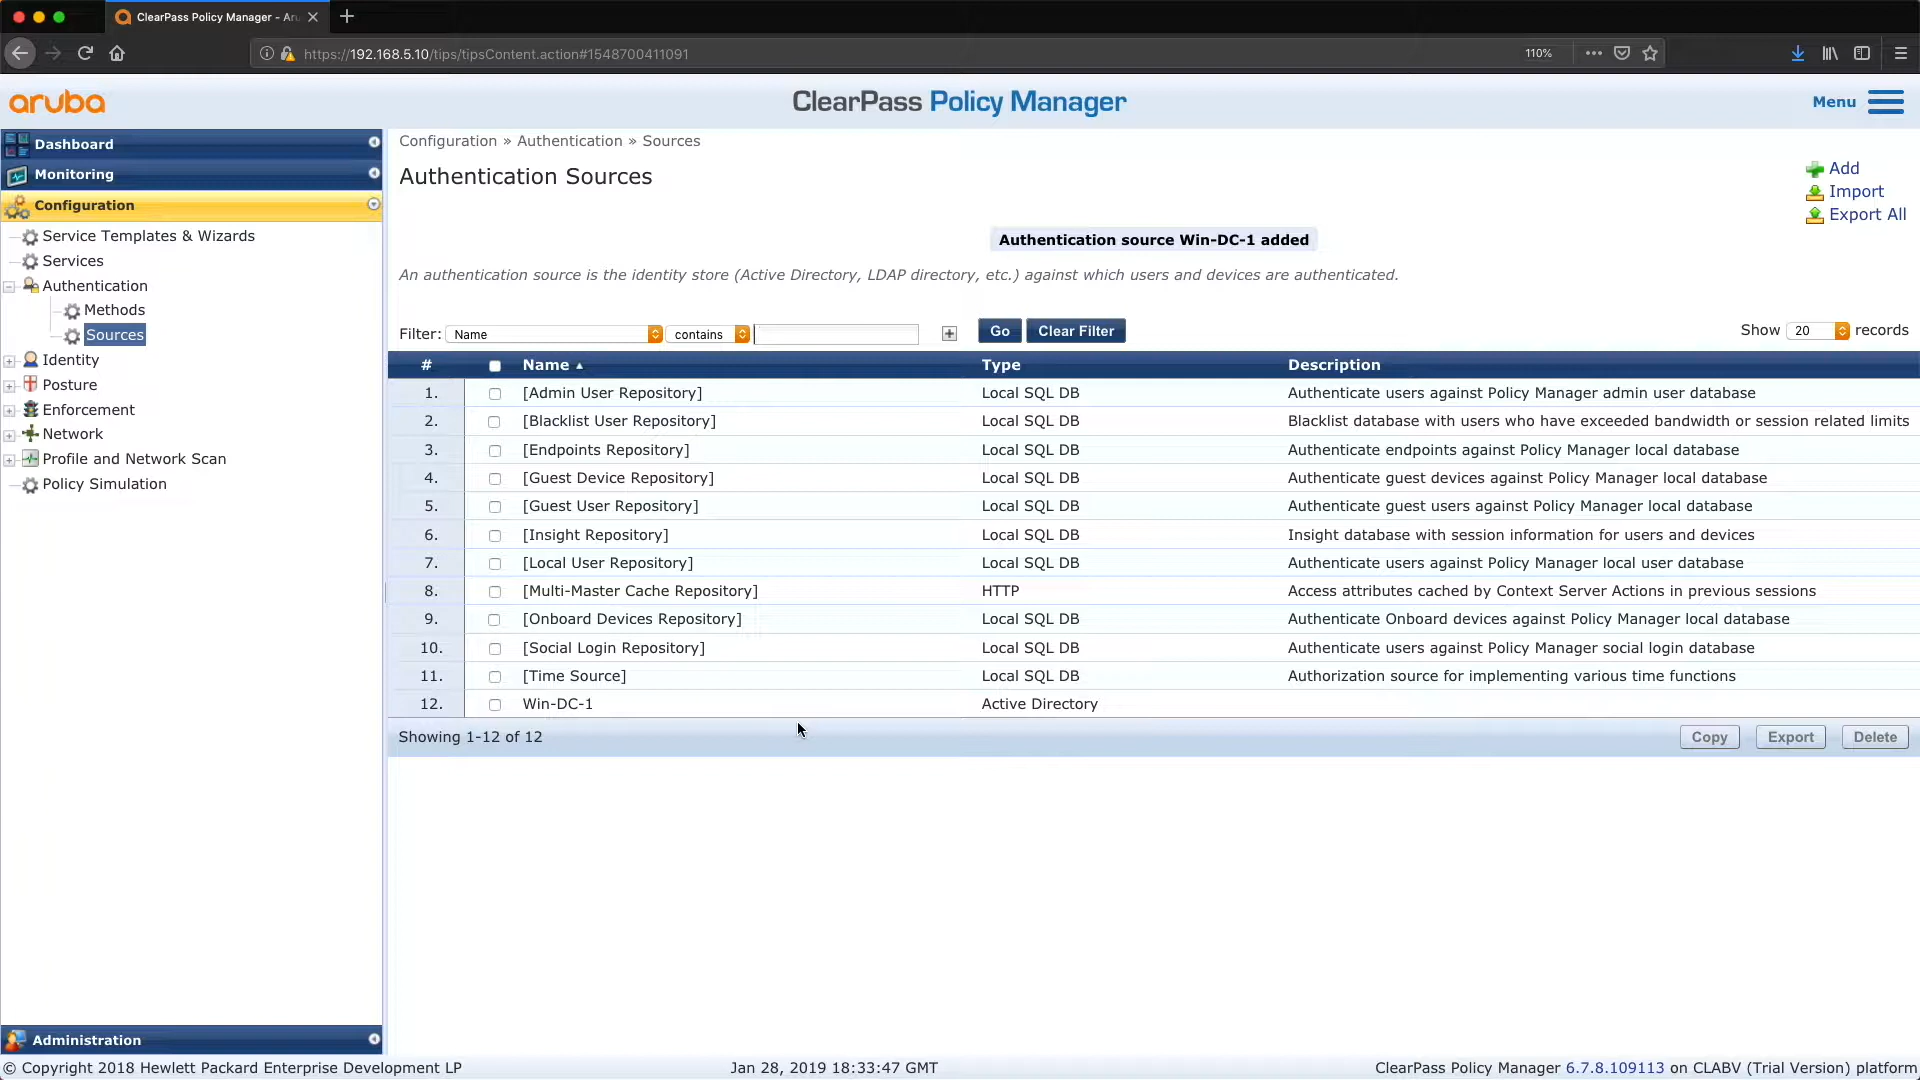 ClearPass Policy Manager - Aru
https://192.168.5.10/tips/tipsContent.action#1548700411091
110%
aruba
ClearPass Policy Manager
Menu
Dashboard
Monitoring
Configuration
Service Templates & Wizards
Services
Authentication
Methods
Sources
Identity
Posture
Enforcement
Network
Profile and Network Scan
Policy Simulation
Administration
Configuration » Authentication » Sources
Authentication Sources
Add
Import
Export All
Authentication source Win-DC-1 added
An authentication source is the identity store (Active Directory, LDAP directory, etc.) against which users and devices are authenticated.
Filter: Name contains Go Clear Filter Show 20 records
# Name Type Description
1. [Admin User Repository] Local SQL DB Authenticate users against Policy Manager admin user database
2. [Blacklist User Repository] Local SQL DB Blacklist database with users who have exceeded bandwidth or session related limits
3. [Endpoints Repository] Local SQL DB Authenticate endpoints against Policy Manager local database
4. [Guest Device Repository] Local SQL DB Authenticate guest devices against Policy Manager local database
5. [Guest User Repository] Local SQL DB Authenticate guest users against Policy Manager local database
6. [Insight Repository] Local SQL DB Insight database with session information for users and devices
7. [Local User Repository] Local SQL DB Authenticate users against Policy Manager local user database
8. [Multi-Master Cache Repository] HTTP Access attributes cached by Context Server Actions in previous sessions
9. [Onboard Devices Repository] Local SQL DB Authenticate Onboard devices against Policy Manager local database
10. [Social Login Repository] Local SQL DB Authenticate users against Policy Manager social login database
11. [Time Source] Local SQL DB Authorization source for implementing various time functions
12. Win-DC-1 Active Directory
Showing 1-12 of 12 Copy Export Delete
© Copyright 2018 Hewlett Packard Enterprise Development LP Jan 28, 2019 18:33:47 GMT ClearPass Policy Manager 6.7.8.109113 on CLABV (Trial Version) platform